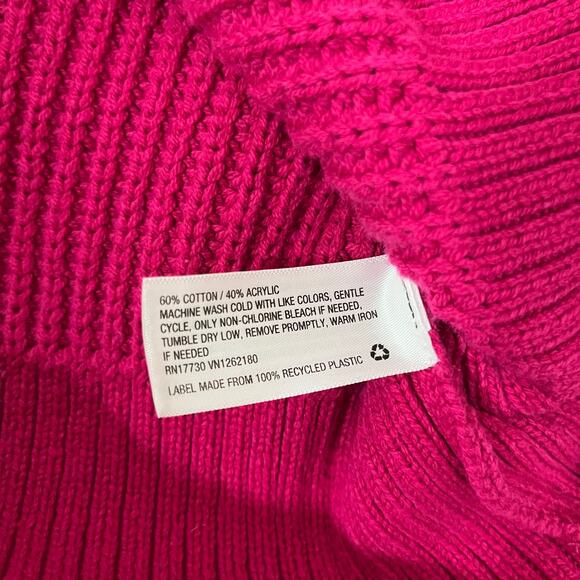 60% COTTON / 40% ACRYLIC
MACHINE WASH COLD WITH LIKE COLORS, GENTLE
CYCLE, ONLY NON-CHLORINE BLEACH IF NEEDED,
TUMBLE DRY LOW, REMOVE PROMPTLY, WARM IRON
IF NEEDED
RN17730 VN1262180
LABEL MADE FROM 100% RECYCLED PLASTIC